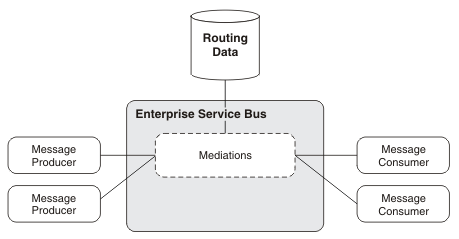 Routing
Data
Enterprise Service Bus
Message
Producer
Mediations
Message
Consumer
Message
Producer
Message
Consumer